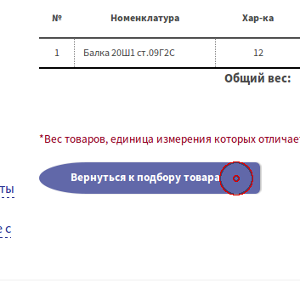 № Номенклатура Хар-ка
1 Балка 20Ш1 ст.09Г2С 12
Общий вес:
*Вес товаров, единица измерения которых отличае
Вернуться к подбору товара
ты
е с